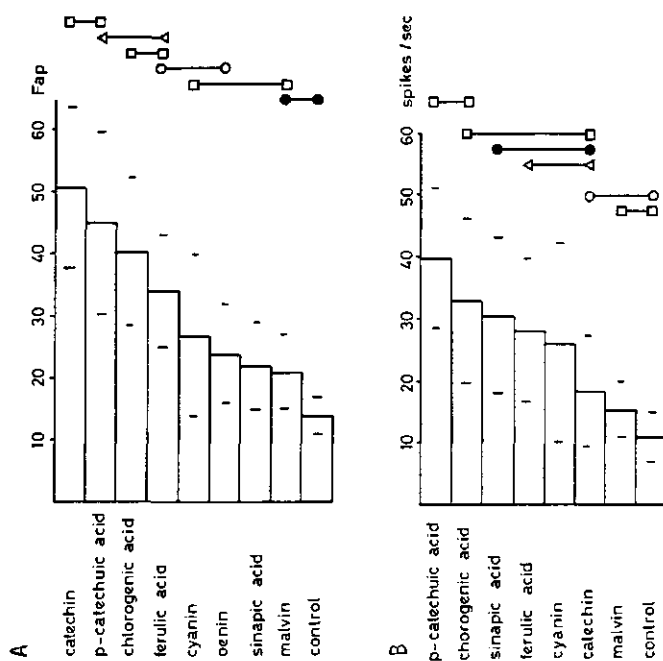 A
Fap
10 20 30 40 50 60
catechin
p-catechuic acid
chlorogenic acid
ferulic acid
cyanin
oenin
sinapic acid
malvin
control
B
spikes/sec
10 20 30 40 50 60
p-catechuic acid
chorogenic acid
sinapic acid
ferulic acid
cyanin
catechin
malvin
control